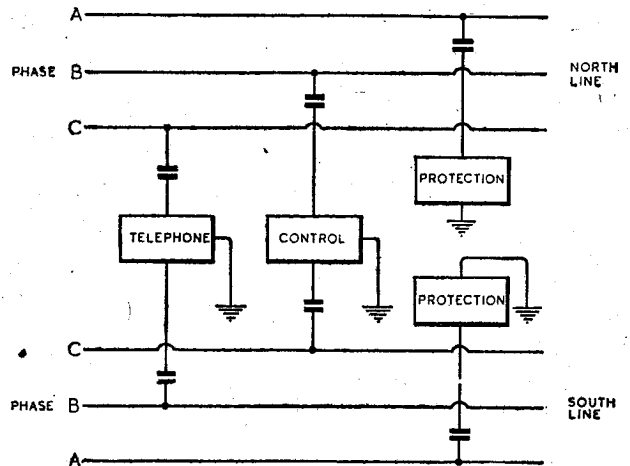 A
PHASE B NORTH
LINE
C
PROTECTION
TELEPHONE CONTROL
PROTECTION
C
PHASE B SOUTH
LINE
A